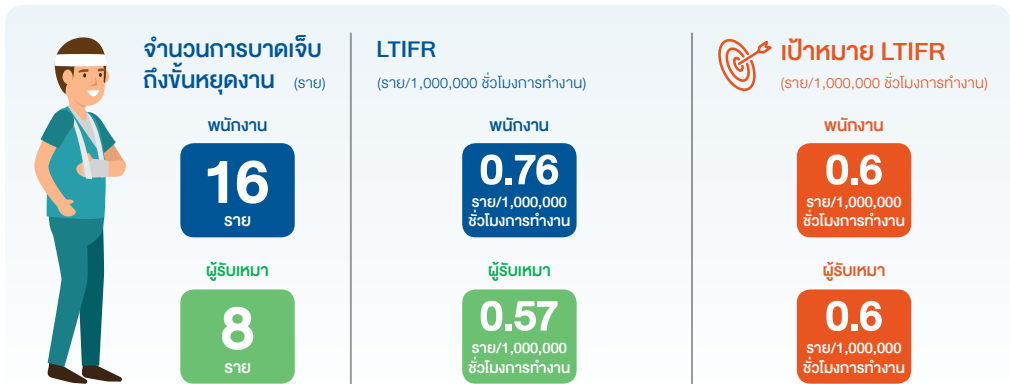 จำนวนการบาดเจ็บ
ถึงขั้นหยุดงาน (ราย)
พนักงาน
16
ราย
ผู้รับเหมา
8
ราย
LTIFR
(ราย/1,000,000 ชั่วโมงการทำงาน)
พนักงาน
0.76
ราย/1,000,000
ชั่วโมงการทำงาน
ผู้รับเหมา
0.57
ราย/1,000,000
ชั่วโมงการทำงาน
เป้าหมาย LTIFR
(ราย/1,000,000 ชั่วโมงการทำงาน)
พนักงาน
0.6
ราย/1,000,000
ชั่วโมงการทำงาน
ผู้รับเหมา
0.6
ราย/1,000,000
ชั่วโมงการทำงาน